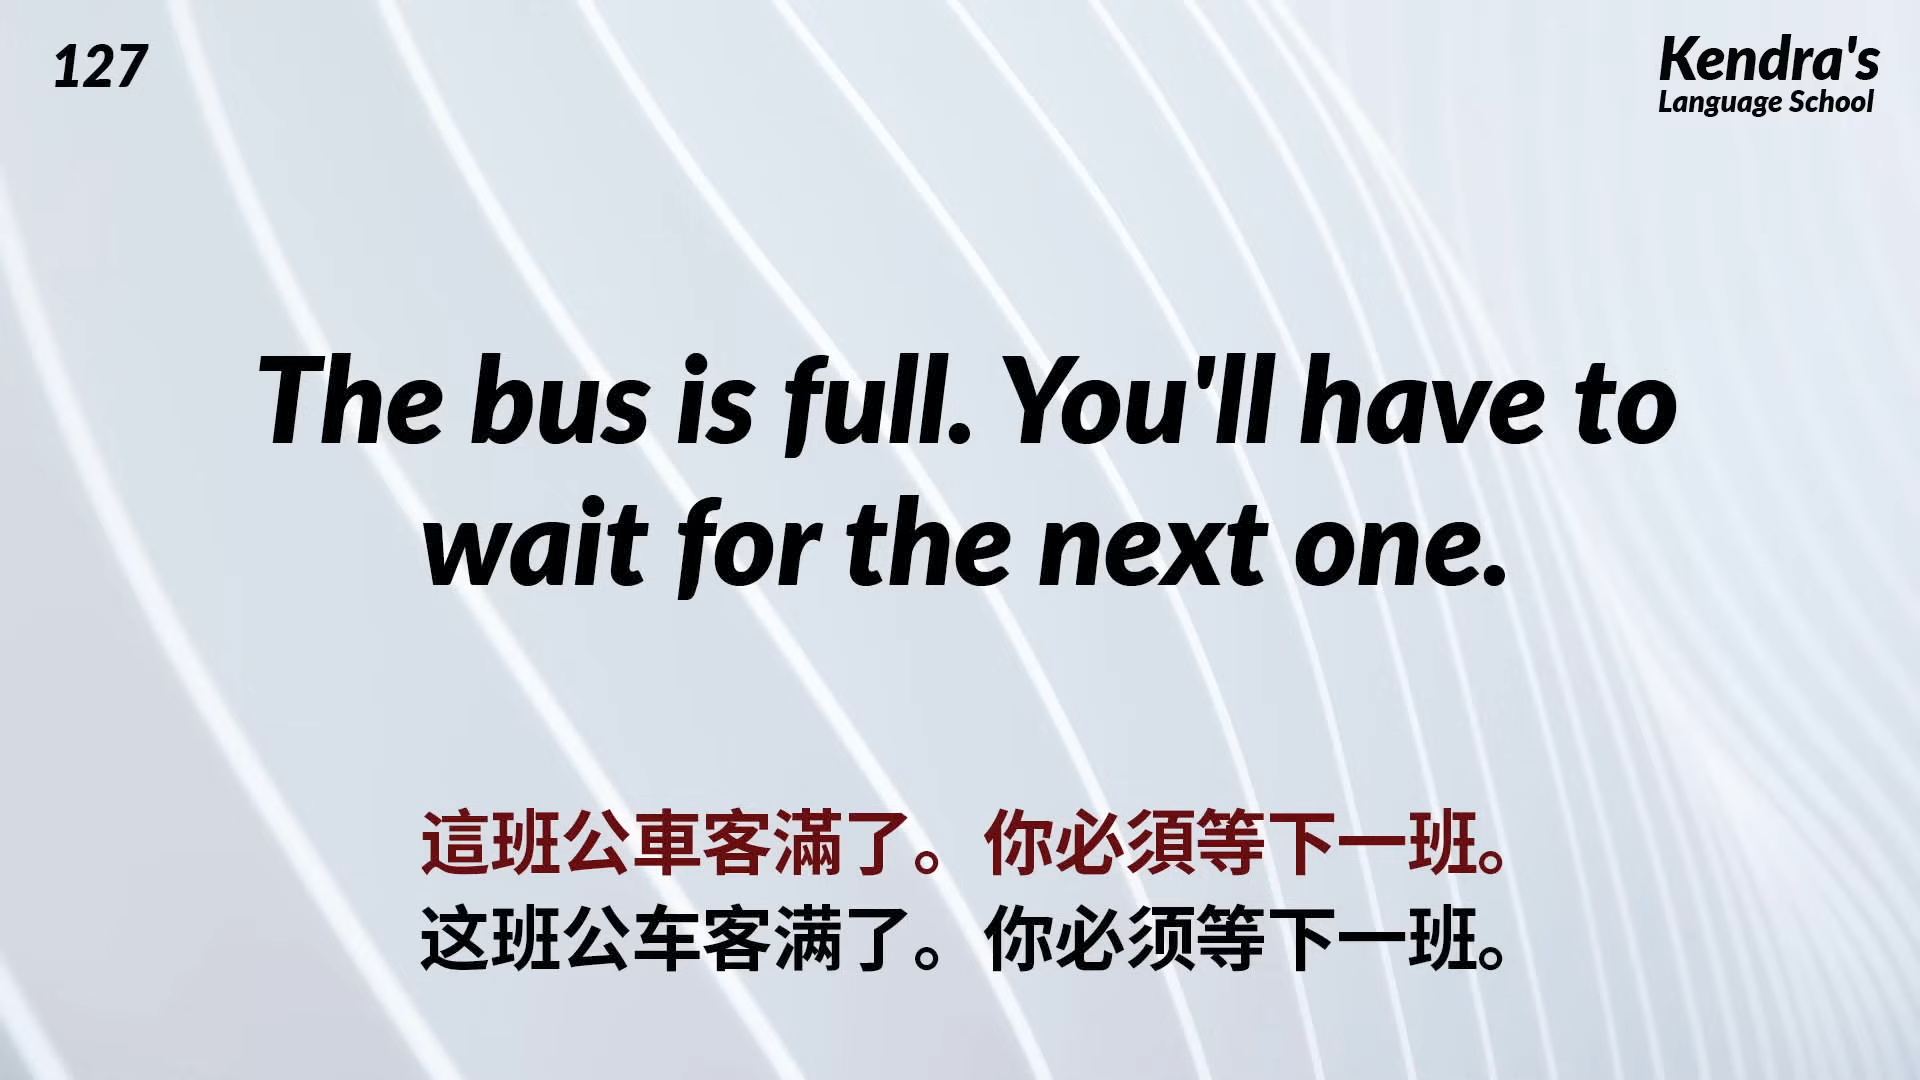 127
Kendra's
Language School
The bus is full. You'll have to
wait for the next one.
這班公車客滿了。你必須等下一班。
这班公车客满了。你必须等下一班。